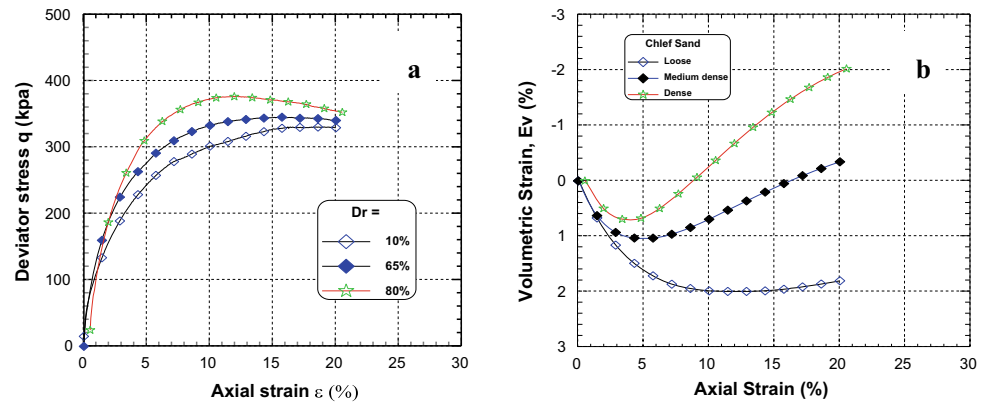 500
400
300
200
100
0
0 5 10 15 20 25 30
Deviator stress q (kpa)
Axial strain ε (%)
a
Dr =
10%
65%
80%
-3
-2
-1
0
1
2
3
0 5 10 15 20 25 30
Volumetric Strain, Ev (%)
Axial Strain (%)
b
Chlef Sand
Loose
Medium dense
Dense